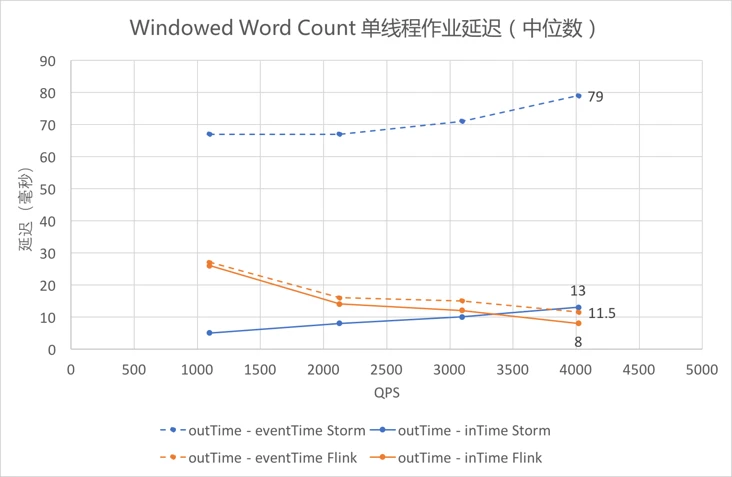 Windowed Word Count 单线程作业延迟（中位数）
90
80
70
60
50
40
30
20
10
0
延迟（毫秒）
79
13
11.5
8
0 500 1000 1500 2000 2500 3000 3500 4000 4500 5000
QPS
outTime - eventTime Storm outTime - inTime Storm
outTime - eventTime Flink outTime - inTime Flink